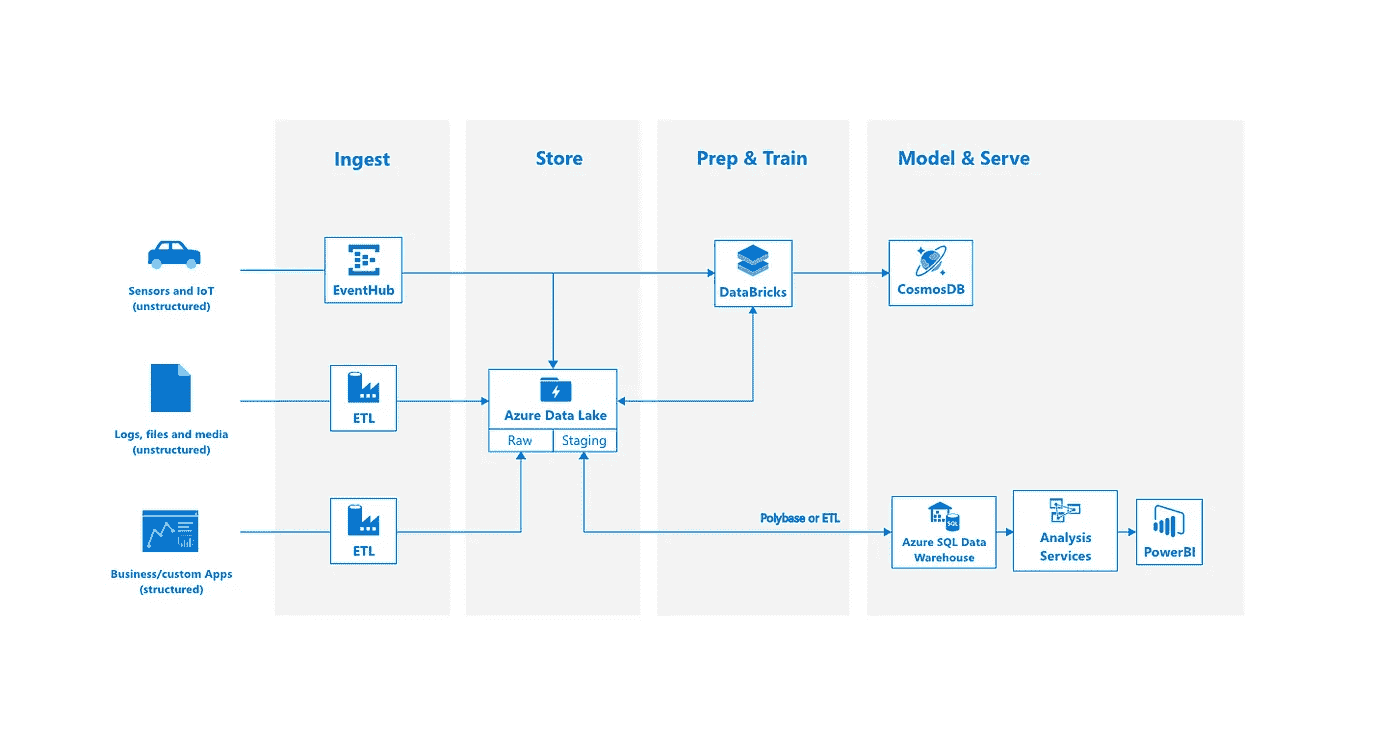 Ingest
Store
Prep & Train
Model & Serve
Sensors and IoT
(unstructured)
EventHub
DataBricks
CosmosDB
Logs, files and media
(unstructured)
ETL
Azure Data Lake
Raw
Staging
Business/custom Apps
(structured)
ETL
Polybase or ETL
Azure SQL Data
Warehouse
SQL
Analysis
Services
PowerBI